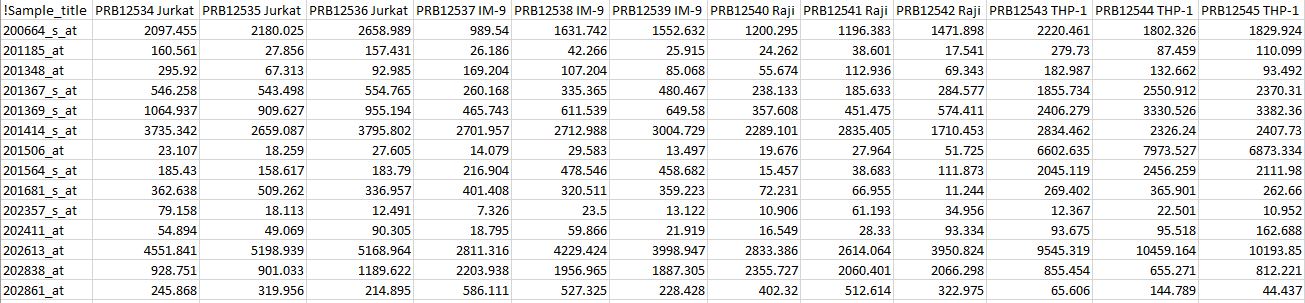 !Sample_title PRB12534 Jurkat PRB12535 Jurkat PRB12536 Jurkat PRB12537 IM-9 PRB12538 IM-9 PRB12539 IM-9 PRB12540 Raji PRB12541 Raji PRB12542 Raji PRB12543 THP-1 PRB12544 THP-1 PRB12545 THP-1
200664_s_at 2097.455 2180.025 2658.989 989.54 1631.742 1552.632 1200.295 1196.383 1471.898 2220.461 1802.326 1829.924
201185_at 160.561 27.856 157.431 26.186 42.266 25.915 24.262 38.601 17.541 279.73 87.459 110.099
201348_at 295.92 67.313 92.985 169.204 107.204 85.068 55.674 112.936 69.343 182.987 132.662 93.492
201367_s_at 546.258 543.498 554.765 260.168 335.365 480.467 238.133 185.633 284.577 1855.734 2550.912 2370.31
201369_s_at 1064.937 909.627 955.194 465.743 611.539 649.58 357.608 451.475 574.411 2406.279 3330.526 3382.36
201414_s_at 3735.342 2659.087 3795.802 2701.957 2712.988 3004.729 2289.101 2835.405 1710.453 2834.462 2326.24 2407.73
201506_at 23.107 18.259 27.605 14.079 29.583 13.497 19.676 27.964 51.725 6602.635 7973.527 6873.334
201564_s_at 185.43 158.617 183.79 216.904 478.546 458.682 15.457 38.683 111.873 2045.119 2456.259 2111.98
201681_s_at 362.638 509.262 336.957 401.408 320.511 359.223 72.231 66.955 11.244 269.402 365.901 262.66
202357_s_at 79.158 18.113 12.491 7.326 23.5 13.122 10.906 61.193 34.956 12.367 22.501 10.952
202411_at 54.894 49.069 90.305 18.795 59.866 21.919 16.549 28.33 93.334 93.675 95.518 162.688
202613_at 4551.841 5198.939 5168.964 2811.316 4229.424 3998.947 2833.386 2614.064 3950.824 9545.319 10459.164 10193.85
202838_at 928.751 901.033 1189.622 2203.938 1956.965 1887.305 2355.727 2060.401 2066.298 855.454 655.271 812.221
202861_at 245.868 319.956 214.895 586.111 527.325 228.428 402.32 512.614 322.975 65.606 144.789 44.437